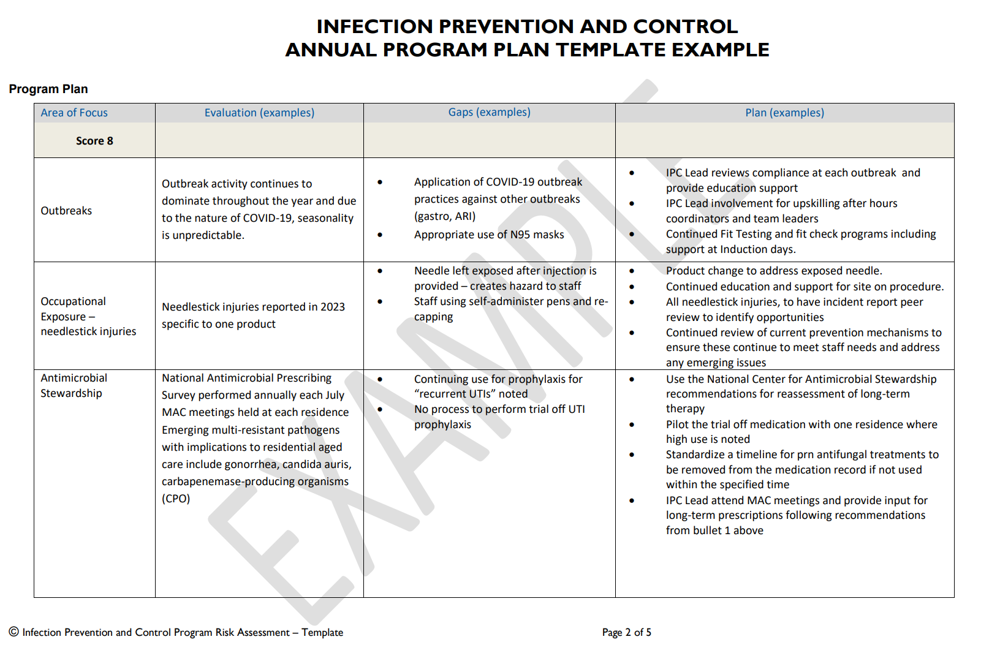 INFECTION PREVENTION AND CONTROL
ANNUAL PROGRAM PLAN TEMPLATE EXAMPLE
Program Plan
Area of Focus
Evaluation (examples)
Gaps (examples)
Plan (examples)
Score 8
Outbreaks
Outbreak activity continues to
dominate throughout the year and due
to the nature of COVID-19, seasonality
is unpredictable.
• Application of COVID-19 outbreak
practices against other outbreaks
(gastro, ARI)
• Appropriate use of N95 masks
• IPC Lead reviews compliance at each outbreak and
provide education support
• IPC Lead involvement for upskilling after hours
coordinators and team leaders
• Continued Fit Testing and fit check programs including
support at Induction days.
Occupational
Exposure –
needlestick injuries
Needlestick injuries reported in 2023
specific to one product
• Needle left exposed after injection is
provided – creates hazard to staff
• Staff using self-administer pens and re-
capping
• Product change to address exposed needle.
• Continued education and support for site on procedure.
• All needlestick injuries, to have incident report peer
review to identify opportunities
• Continued review of current prevention mechanisms to
ensure these continue to meet staff needs and address
any emerging issues
Antimicrobial
Stewardship
National Antimicrobial Prescribing
Survey performed annually each July
MAC meetings held at each residence
Emerging multi-resistant pathogens
with implications to residential aged
care include gonorrhea, candida auris,
carbapenemase-producing organisms
(CPO)
• Continuing use for prophylaxis for
“recurrent UTIs” noted
• No process to perform trial off UTI
prophylaxis
• Use the National Center for Antimicrobial Stewardship
recommendations for reassessment of long-term
therapy
• Pilot the trial off medication with one residence where
high use is noted
• Standardize a timeline for prn antifungal treatments to
be removed from the medication record if not used
within the specified time
• IPC Lead attend MAC meetings and provide input for
long-term prescriptions following recommendations
from bullet 1 above
EXAMPLE
© Infection Prevention and Control Program Risk Assessment – Template
Page 2 of 5